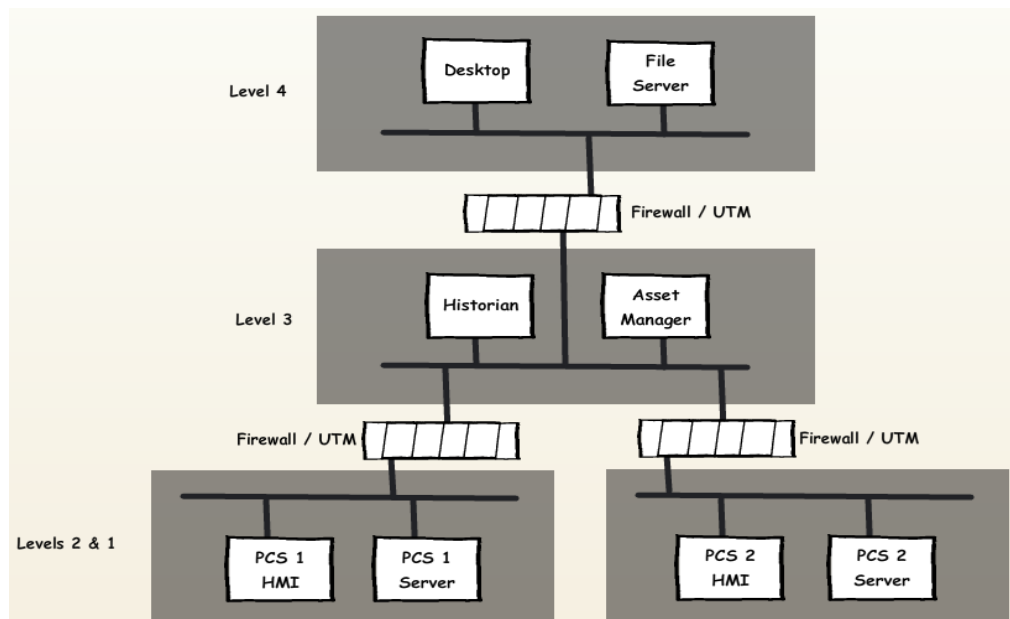 Desktop
File
Server
Level 4
Firewall / UTM
Historian
Asset
Manager
Level 3
Firewall / UTM
Firewall / UTM
Levels 2 & 1
PCS 1
HMI
PCS 1
Server
PCS 2
HMI
PCS 2
Server